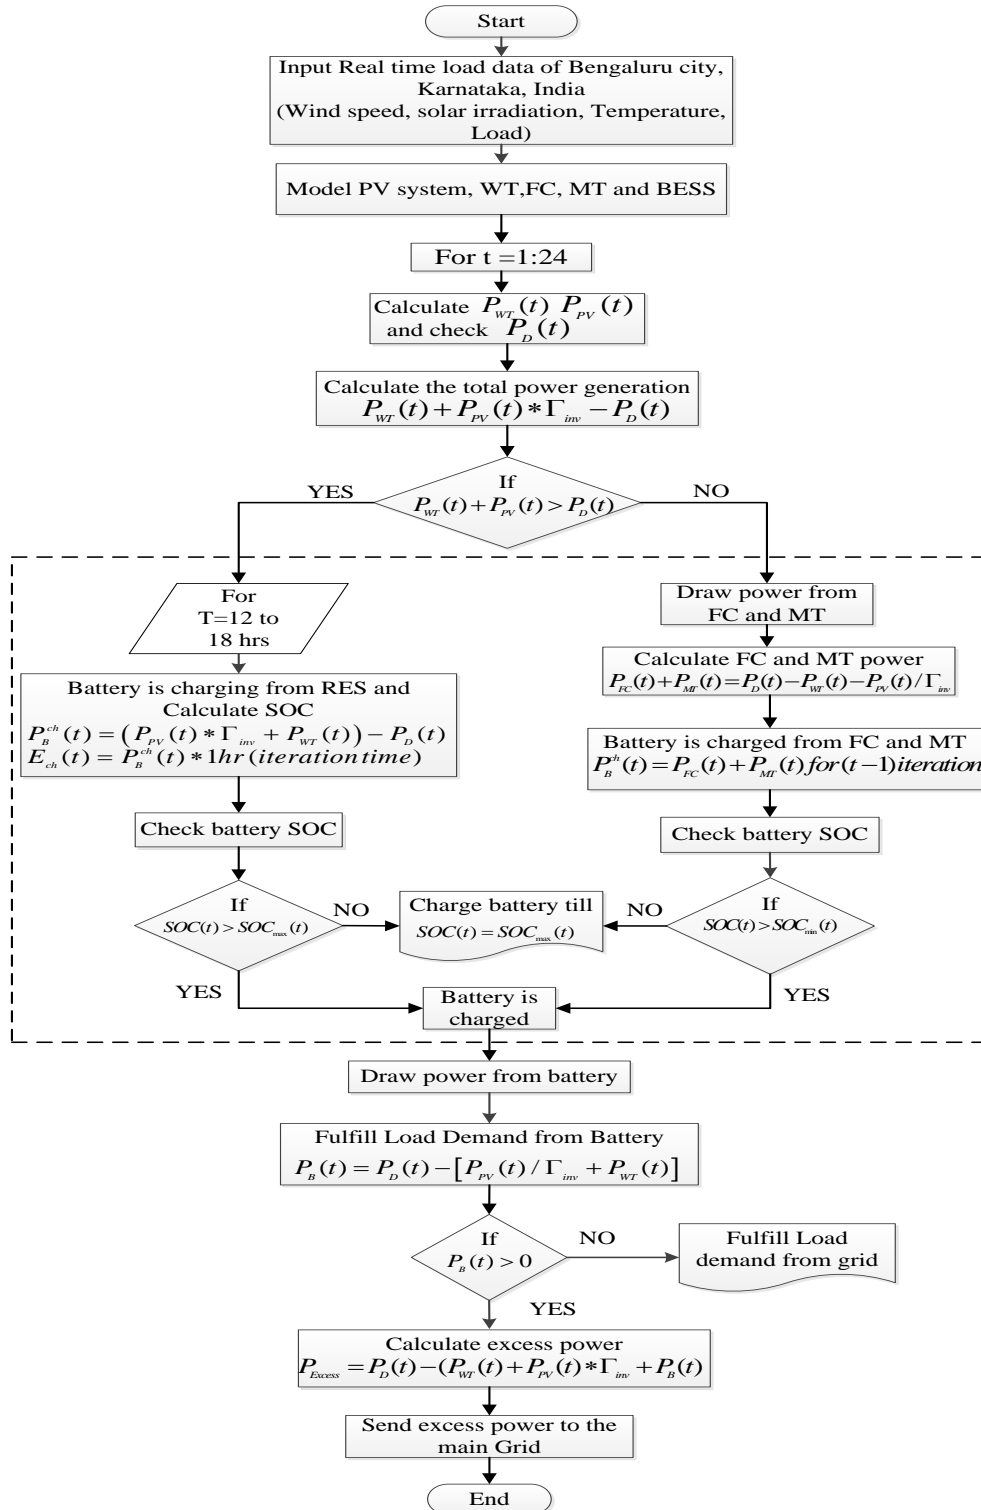 Start
Input Real time load data of Bengaluru city,
Karnataka, India
(Wind speed, solar irradiation, Temperature,
Load)
Model PV system, WT,FC, MT and BESS
For t =1:24
Calculate P_WT(t) P_PV(t)
and check P_D(t)
Calculate the total power generation
P_WT(t)+P_PV(t)*Γ_inv−P_D(t)
If
P_WT(t)+P_PV(t)>P_D(t)
YES
NO
For
T=12 to
18 hrs
Battery is charging from RES and
Calculate SOC
P_B^ch(t)=(P_PV(t)*Γ_inv+P_WT(t))−P_D(t)
E_ch(t)=P_B^ch(t)*1hr(iterationtime)
Check battery SOC
If
SOC(t)>SOC_max(t)
NO
YES
Draw power from
FC and MT
Calculate FC and MT power
P_FC(t)+P_MT(t)=P_D(t)−P_WT(t)−P_PV(t)/Γ_inv
Battery is charged from FC and MT
P_B^ch(t)=P_FC(t)+P_MT(t)for(t−1)iteration
Check battery SOC
If
SOC(t)>SOC_min(t)
NO
YES
Charge battery till
SOC(t)=SOC_max(t)
Battery is
charged
Draw power from battery
Fulfill Load Demand from Battery
P_B(t)=P_D(t)−[P_PV(t)/Γ_inv+P_WT(t)]
If
P_B(t)>0
NO
Fulfill Load
demand from grid
YES
Calculate excess power
P_Excess=P_D(t)−(P_WT(t)+P_PV(t)*Γ_inv+P_B(t)
Send excess power to the
main Grid
End